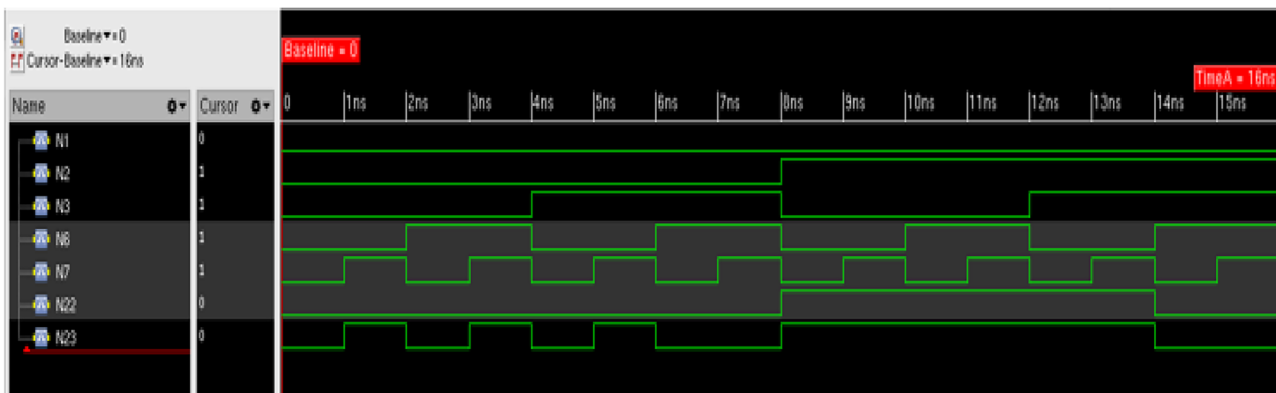 Baseline ▾ = 0
Cursor-Baseline ▾ = 16ns
Baseline = 0
TimeA = 16ns
Name Cursor 0 1ns 2ns 3ns 4ns 5ns 6ns 7ns 8ns 9ns 10ns 11ns 12ns 13ns 14ns 15ns
N1 0
N2 1
N3 1
N6 1
N7 1
N22 0
N23 0